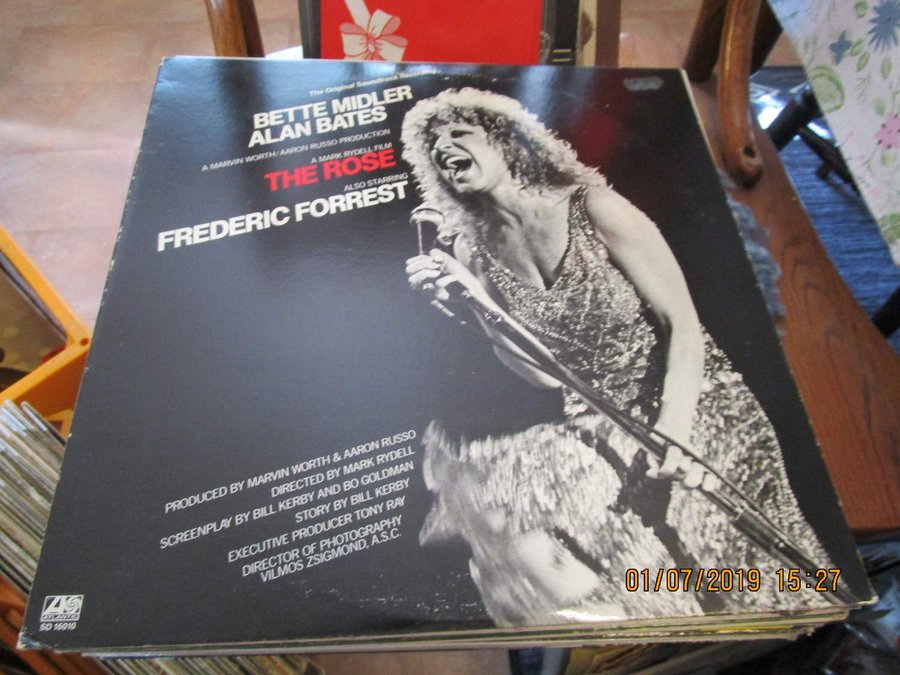 The Original Soundtrack Recording
BETTE MIDLER
ALAN BATES
A MARVIN WORTH/AARON RUSSO PRODUCTION
A MARK RYDELL FILM
THE ROSE
ALSO STARRING
FREDERIC FORREST
PRODUCED BY MARVIN WORTH & AARON RUSSO
DIRECTED BY MARK RYDELL
SCREENPLAY BY BILL KERBY AND BO GOLDMAN
STORY BY BILL KERBY
EXECUTIVE PRODUCER TONY RAY
DIRECTOR OF PHOTOGRAPHY
VILMOS ZSIGMOND, A.S.C.
ATLANTIC
SD 16010
01/07/2019 15:27